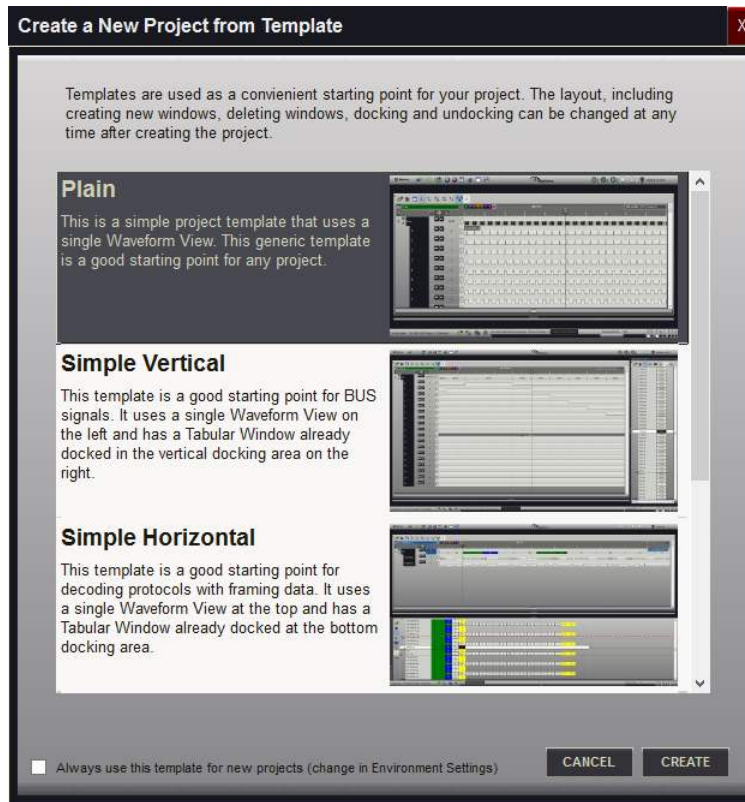 Create a New Project from Template
X
Templates are used as a convienient starting point for your project. The layout, including
creating new windows, deleting windows, docking and undocking can be changed at any
time after creating the project.
Plain
This is a simple project template that uses a
single Waveform View. This generic template
is a good starting point for any project.
Simple Vertical
This template is a good starting point for BUS
signals. It uses a single Waveform View on
the left and has a Tabular Window already
docked in the vertical docking area on the
right.
Simple Horizontal
This template is a good starting point for
decoding protocols with framing data. It uses
a single Waveform View at the top and has a
Tabular Window already docked at the bottom
docking area.
Always use this template for new projects (change in Environment Settings)
CANCEL
CREATE